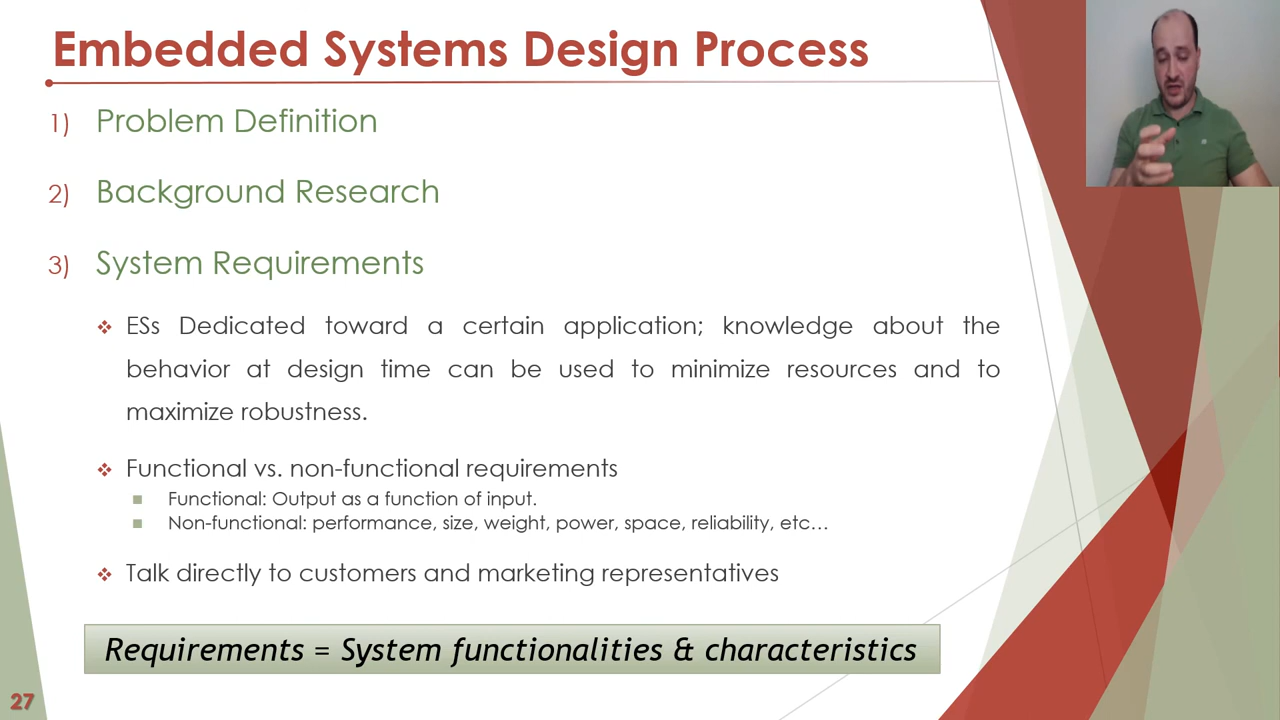 Embedded Systems Design Process
1) Problem Definition
2) Background Research
3) System Requirements
ESs Dedicated toward a certain application; knowledge about the
behavior at design time can be used to minimize resources and to
maximize robustness.
Functional vs. non-functional requirements
Functional: Output as a function of input.
Non-functional: performance, size, weight, power, space, reliability, etc…
Talk directly to customers and marketing representatives
Requirements = System functionalities & characteristics
27